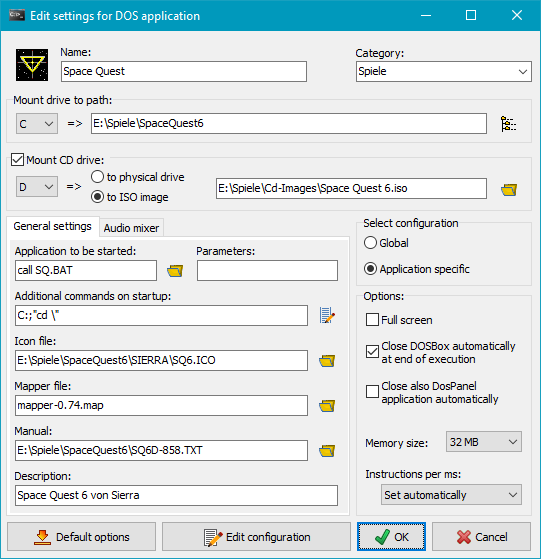 Edit settings for DOS application
Name:
Space Quest
Category:
Spiele
Mount drive to path:
C => E:\Spiele\SpaceQuest6
Mount CD drive:
D => to physical drive
to ISO image
E:\Spiele\Cd-Images\Space Quest 6.iso
General settings Audio mixer
Application to be started: Parameters:
call SQ.BAT
Additional commands on startup:
C:;"cd \"
Icon file:
E:\Spiele\SpaceQuest6\SIERRA\SQ6.ICO
Mapper file:
mapper-0.74.map
Manual:
E:\Spiele\SpaceQuest6\SQ6D-858.TXT
Description:
Space Quest 6 von Sierra
Select configuration
Global
Application specific
Options:
Full screen
Close DOSBox automatically
at end of execution
Close also DosPanel
application automatically
Memory size: 32 MB
Instructions per ms:
Set automatically
Default options Edit configuration OK Cancel